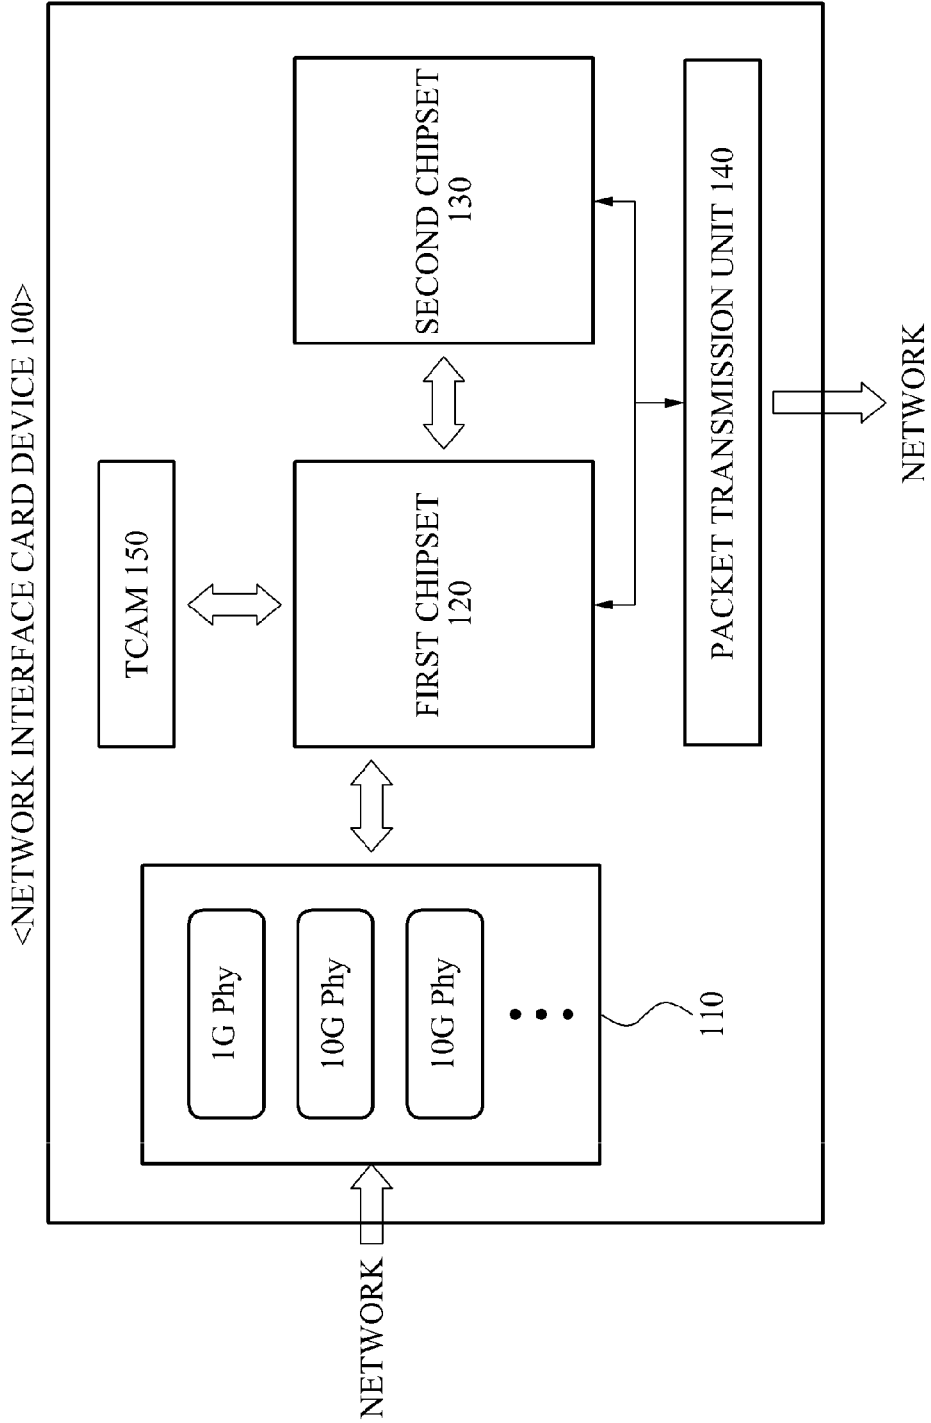 <NETWORK INTERFACE CARD DEVICE 100>
TCAM 150
1G Phy
10G Phy
10G Phy
110
NETWORK
FIRST CHIPSET
120
SECOND CHIPSET
130
PACKET TRANSMISSION UNIT 140
NETWORK